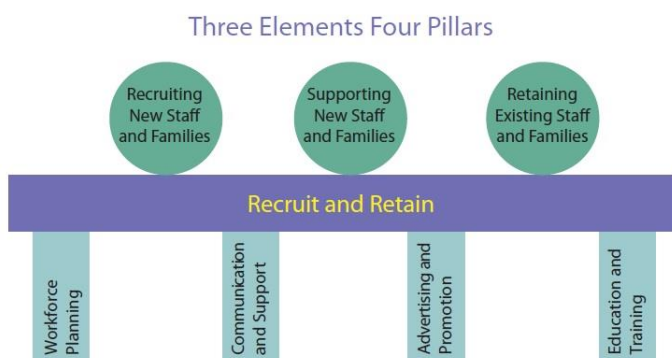 Three Elements Four Pillars
Recruiting
New Staff
and Families
Supporting
New Staff
and Families
Retaining
Existing Staff
and Families
Recruit and Retain
Workforce
Planning
Communication
and Support
Advertising and
Promotion
Education and
Training